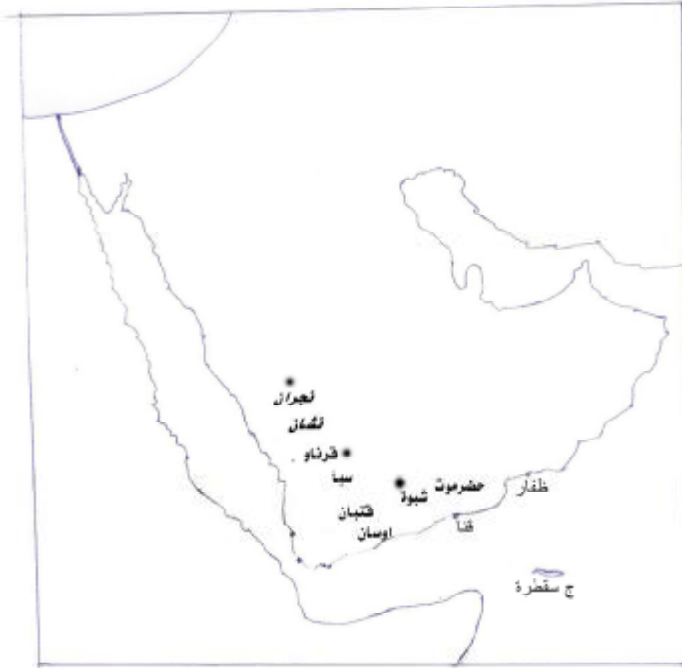 نجران
نشان
قرناو
سبأ
شبوة
حضرموت
ظفار
قتبان
قنا
اوسان
ج سقطرة